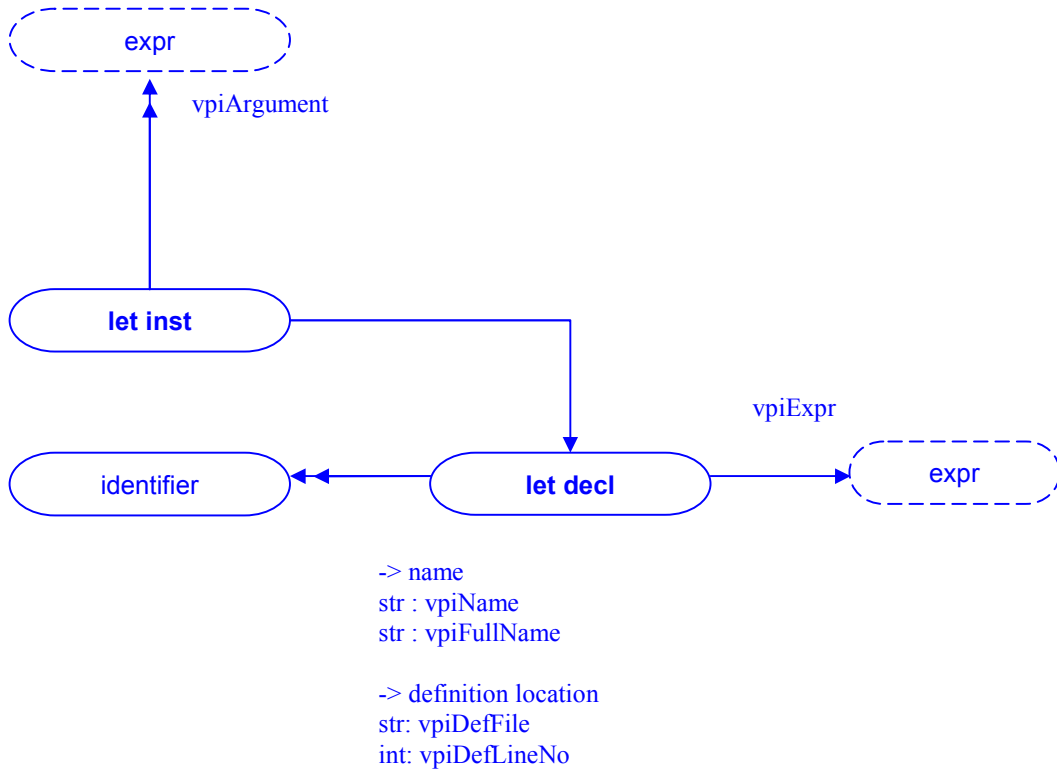 expr
vpiArgument
let inst
vpiExpr
identifier
let decl
expr
-> name
str : vpiName
str : vpiFullName
-> definition location
str: vpiDefFile
int: vpiDefLineNo